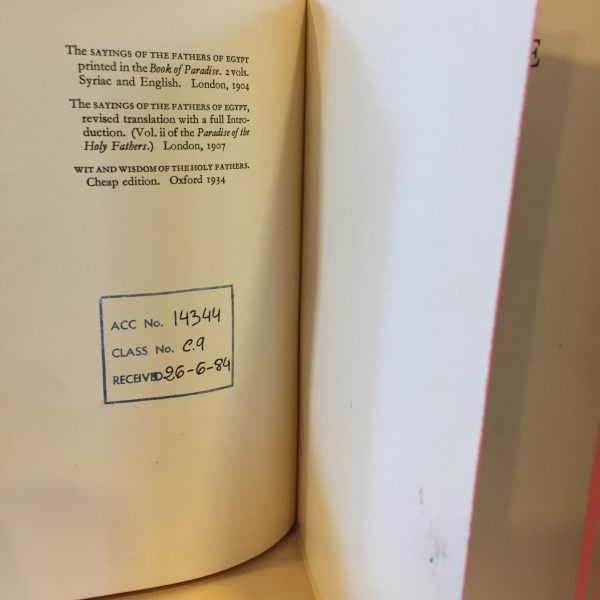 The SAYINGS OF THE FATHERS OF EGYPT
printed in the Book of Paradise. 2 vols.
Syriac and English. London, 1904
The SAYINGS OF THE FATHERS OF EGYPT,
revised translation with a full Intro-
duction. (Vol. ii of the Paradise of the
Holy Fathers.) London, 1907
WIT AND WISDOM OF THE HOLY FATHERS.
Cheap edition. Oxford 1934
ACC No. 14344
CLASS No. C.9
RECEIVED 26-6-84
E